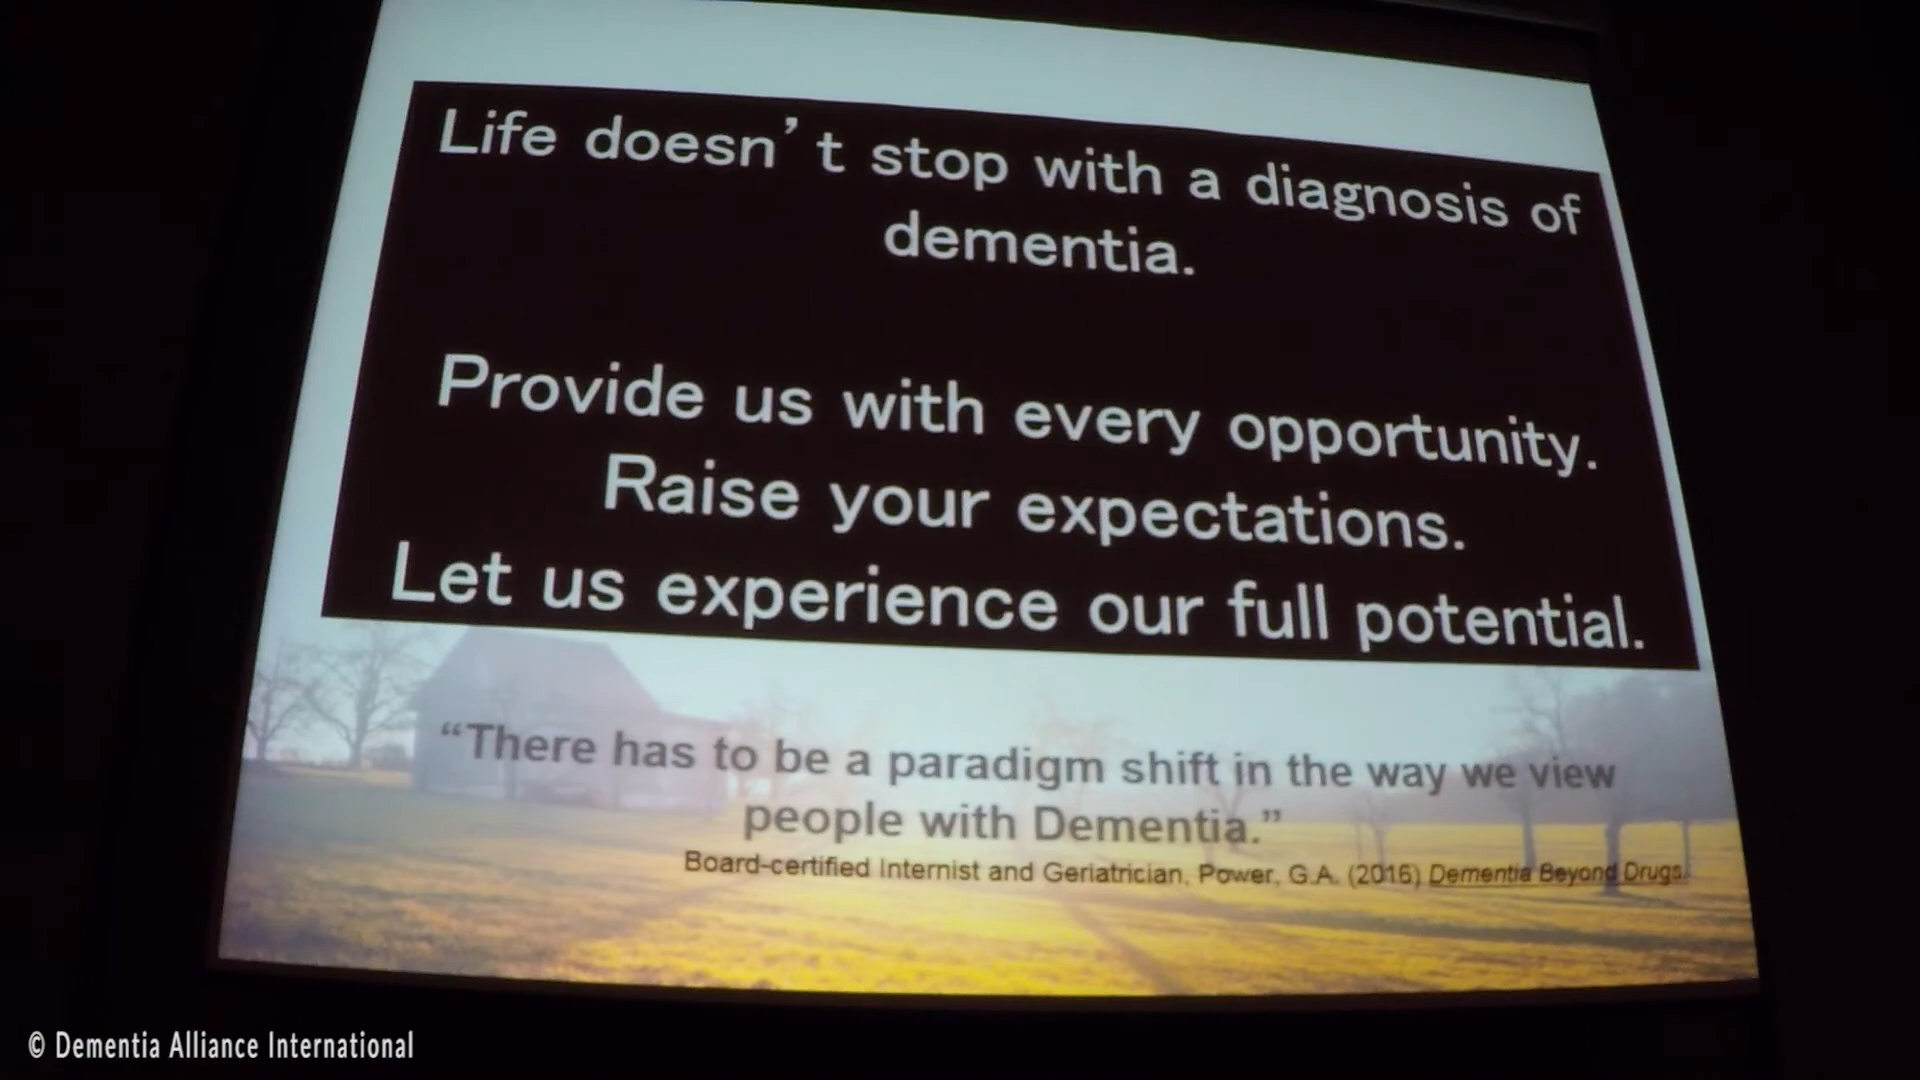 Life doesn’t stop with a diagnosis of
dementia.
Provide us with every opportunity.
Raise your expectations.
Let us experience our full potential.
“There has to be a paradigm shift in the way we view
people with Dementia.”
Board-certified Internist and Geriatrician, Power, G.A. (2016) Dementia Beyond Drugs.
© Dementia Alliance International